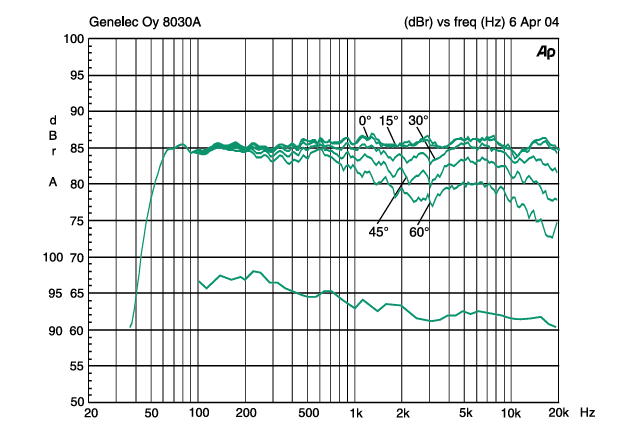 Genelec Oy 8030A (dBr) vs freq (Hz) 6 Apr 04
100
Ap
95
90
d
B
r
A
0° 15° 30°
85
80
45° 60°
75
100 70
95 65
90 60
55
50
20 50 100 200 500 1k 2k 5k 10k 20k Hz